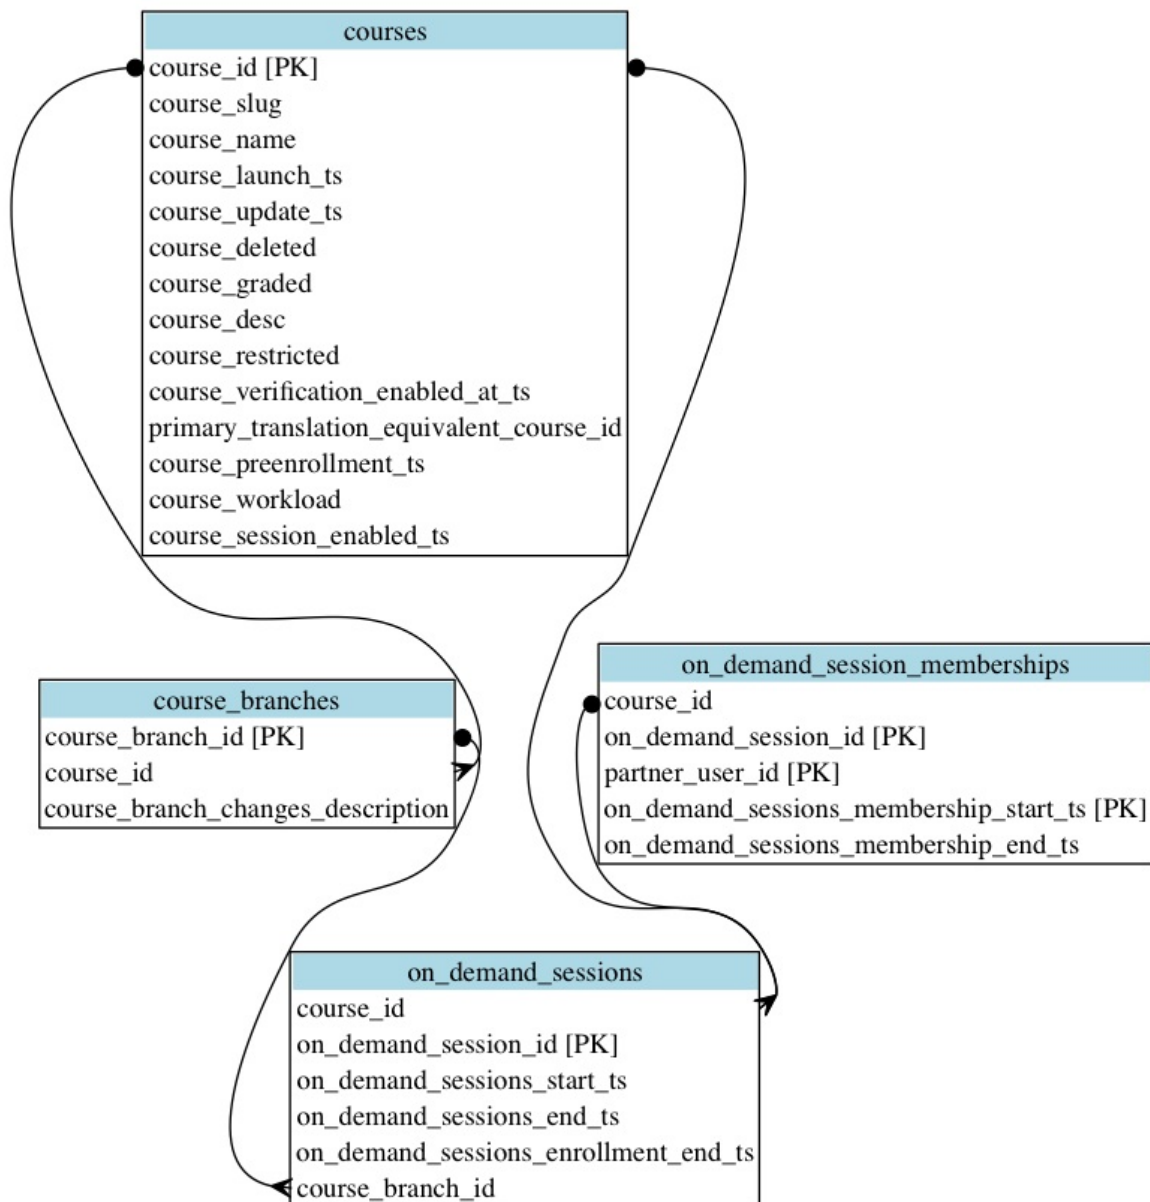 courses
course_id [PK]
course_slug
course_name
course_launch_ts
course_update_ts
course_deleted
course_graded
course_desc
course_restricted
course_verification_enabled_at_ts
primary_translation_equivalent_course_id
course_preenrollment_ts
course_workload
course_session_enabled_ts
course_branches
course_branch_id [PK]
course_id
course_branch_changes_description
on_demand_session_memberships
course_id
on_demand_session_id [PK]
partner_user_id [PK]
on_demand_sessions_membership_start_ts [PK]
on_demand_sessions_membership_end_ts
on_demand_sessions
course_id
on_demand_session_id [PK]
on_demand_sessions_start_ts
on_demand_sessions_end_ts
on_demand_sessions_enrollment_end_ts
course_branch_id